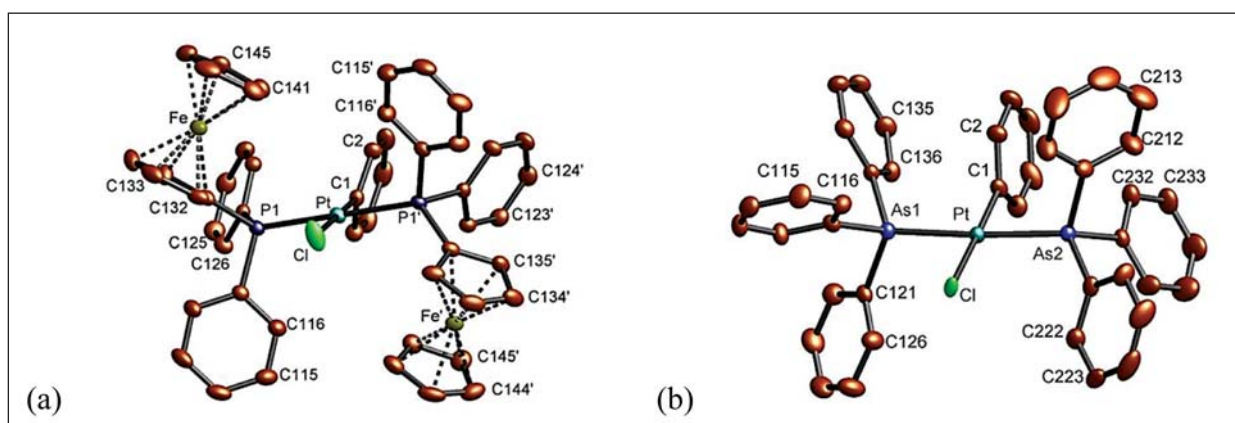 C145
C141
Fe
C133
C132
C125
C126
P1
C116
C115
C115'
C116'
C2
C1
Pt
Cl
P1'
C124'
C123'
C135'
C134'
Fe'
C145'
C144'
(a)
C135
C136
C115
C116
As1
C121
C126
C2
C1
Pt
Cl
C213
C212
C232
C233
As2
C222
C223
(b)